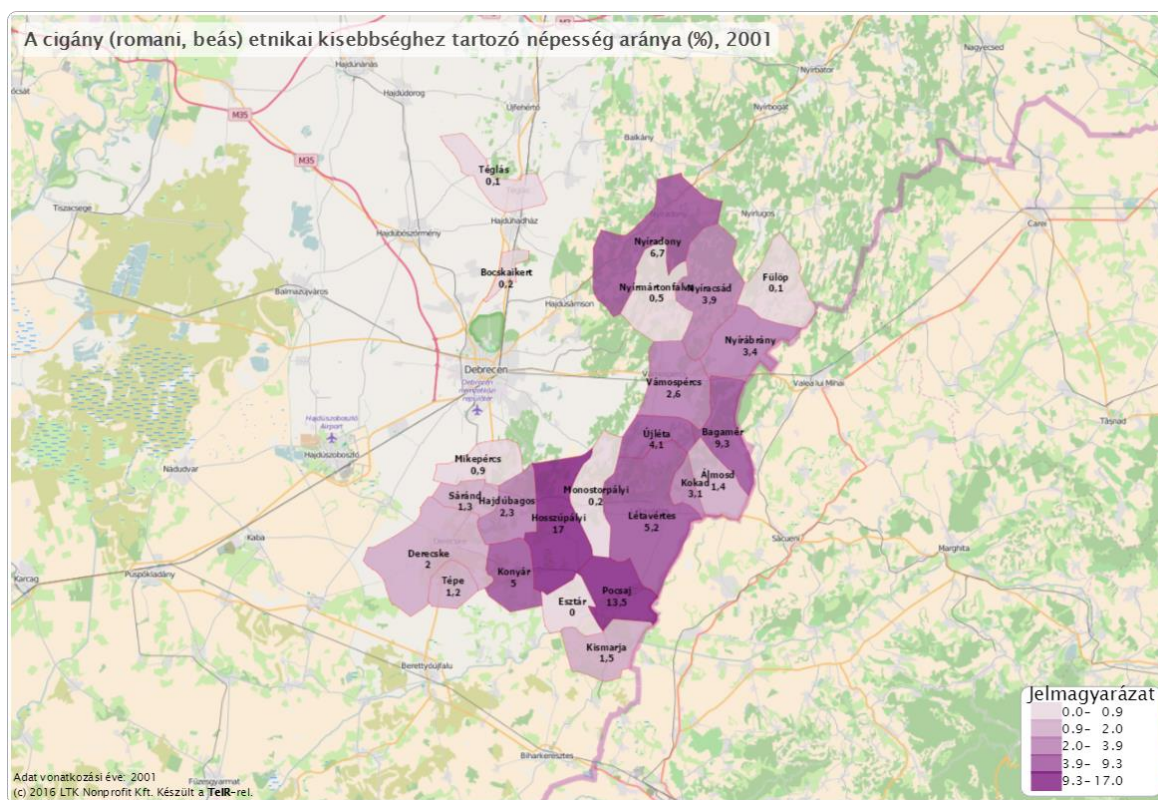 A cigány (romani, beás) etnikai kisebbséghez tartozó népesség aránya (%), 2001
Nagyecsed
Hajdúnánás
Nyírbátor
Hajdúdorog
Újfehértó
Nyírbogát
M35
Balkány
M35
Téglás
0,1
Tiszacsege
Hajdúhadház
Nyírlugos
Carei
Hajdúböszörmény
Nyíradony
6,7
Bocskaikert
0,2
Fülöp
0,1
Balmazújváros
Nyírmártonfalva
0,5
Nyíracsád
3,9
Hajdúsámson
Nyírábrány
3,4
Debrecen
Debrecen
nemzetközi
repülőtér
Vámospércs
2,6
Valea lui Mihai
Tășnad
Hajdúszoboszló
Airport
Újléta
4,1
Bagamér
9,3
Hajdúszoboszló
Nádudvar
Mikepércs
0,9
Álmosd
1,4
Kokad
3,1
Monostorpályi
0,2
Sáránd
1,3
Hajdúbagos
2,3
Hosszúpályi
17
Létavértes
5,2
Kaba
Săcueni
Marghita
Derecske
2
Karcag
Püspökladány
Tépe
1,2
Konyár
5
Pocsaj
13,5
Esztár
0
Kismarja
1,5
Berettyóújfalu
Jelmagyarázat
0.0- 0.9
0.9- 2.0
2.0- 3.9
3.9- 9.3
9.3-17.0
Biharkeresztes
Füzesgyarmat
Adat vonatkozási éve: 2001
(c) 2016 LTK Nonprofit Kft. Készült a TeIR-rel.